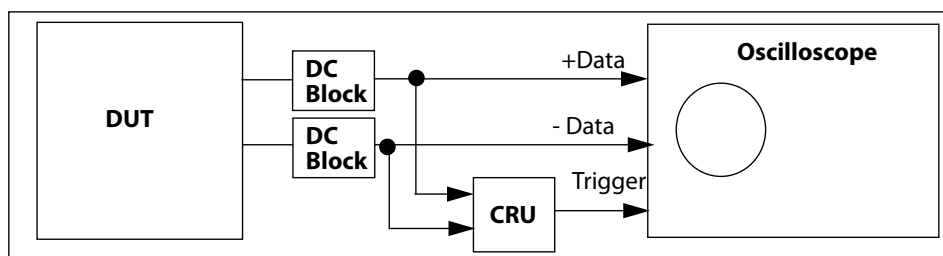 DUT
DC
Block
DC
Block
+Data
- Data
Trigger
CRU
Oscilloscope